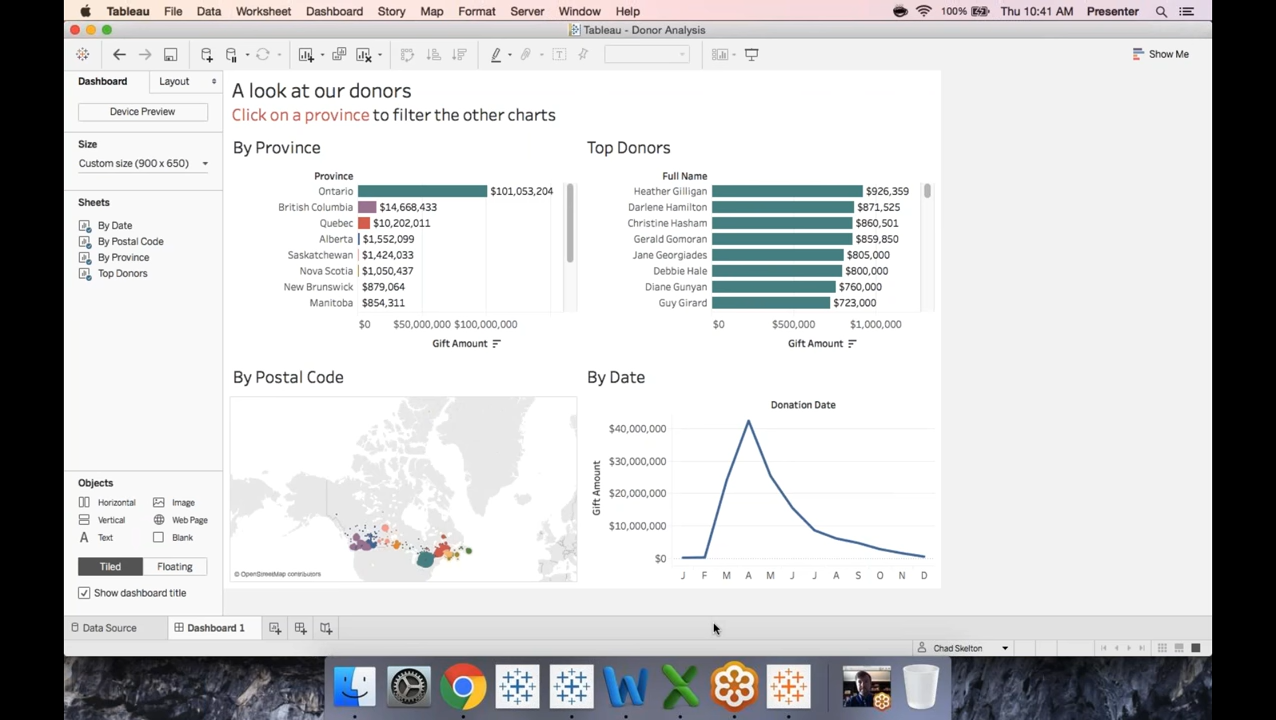 Tableau File Data Worksheet Dashboard Story Map Format Server Window Help 100% Thu 10:41 AM Presenter
Tableau - Donor Analysis
Show Me
Dashboard Layout
Device Preview
Size
Custom size (900 x 650)
Sheets
By Date
By Postal Code
By Province
Top Donors
Objects
Horizontal Image
Vertical Web Page
A Text Blank
Tiled Floating
Show dashboard title
A look at our donors
Click on a province to filter the other charts
By Province
Province
Ontario $101,053,204
British Columbia $14,668,433
Quebec $10,202,011
Alberta $1,552,099
Saskatchewan $1,424,033
Nova Scotia $1,050,437
New Brunswick $879,064
Manitoba $854,311
$0 $50,000,000 $100,000,000
Gift Amount
Top Donors
Full Name
Heather Gilligan $926,359
Darlene Hamilton $871,525
Christine Hasham $860,501
Gerald Gomoran $859,850
Jane Georgiades $805,000
Debbie Hale $800,000
Diane Gunyan $760,000
Guy Girard $723,000
$0 $500,000 $1,000,000
Gift Amount
By Postal Code
© OpenStreetMap contributors
By Date
Donation Date
Gift Amount
$40,000,000
$30,000,000
$20,000,000
$10,000,000
$0
J F M A M J J A S O N D
Data Source Dashboard 1
Chad Skelton